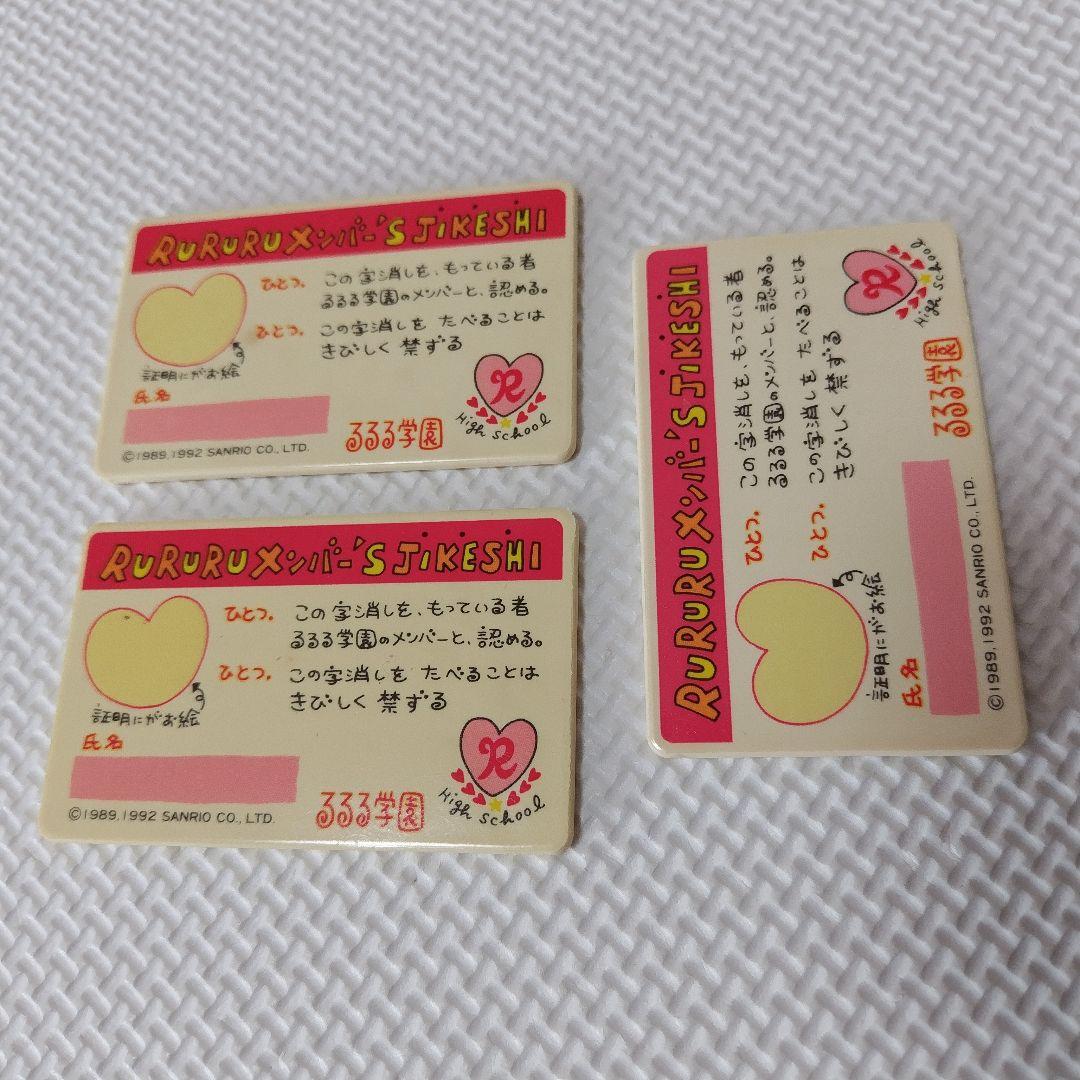 RURURUメンバー'S JIKESHI
ひとつ。 この字消しを、もっている者
るるる学園のメンバーと、認める。
ひとつ。 この字消しを たべることは
きびしく 禁ずる
証明にがお絵
氏名
R
High School
るるる学園
©1989,1992 SANRIO CO., LTD.
RURURUメンバー'S JIKESHI
ひとつ。 この字消しを、もっている者
るるる学園のメンバーと、認める。
ひとつ。 この字消しを たべることは
きびしく 禁ずる
証明にがお絵
氏名
R
High School
るるる学園
©1989,1992 SANRIO CO., LTD.
RURURUメンバー'S JIKESHI
ひとつ。 この字消しを、もっている者
るるる学園のメンバーと、認める。
ひとつ。 この字消しを たべることは
きびしく 禁ずる
証明にがお絵
氏名
R
High School
るるる学園
©1989,1992 SANRIO CO., LTD.